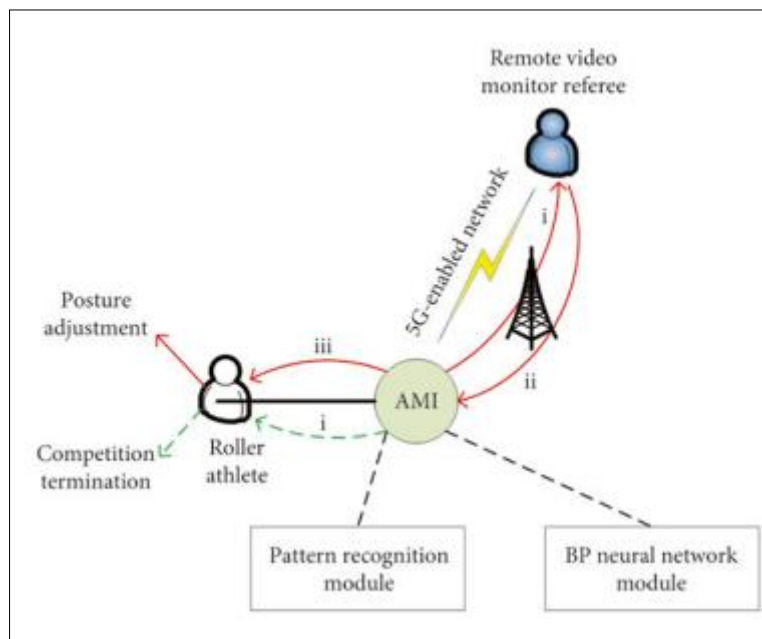 Remote video
monitor referee
5G-enabled network
i
Posture
adjustment
iii
ii
AMI
i
Competition
termination
Roller
athlete
Pattern recognition
module
BP neural network
module